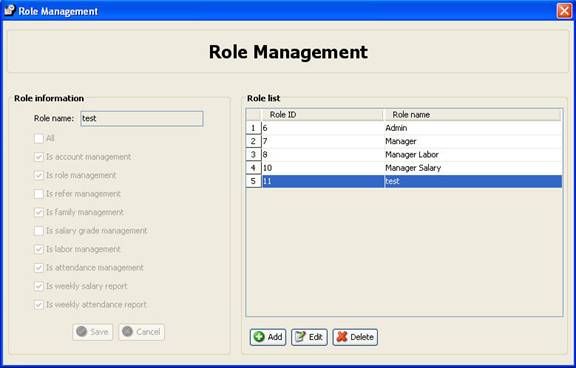 Role Management
Role Management
Role information
Role name: test
All
Is account management
Is role management
Is refer management
Is family management
Is salary grade management
Is labor management
Is attendance management
Is weekly salary report
Is weekly attendance report
Save Cancel
Role list
Role ID Role name
1 6 Admin
2 7 Manager
3 8 Manager Labor
4 10 Manager Salary
5 11 test
Add Edit Delete